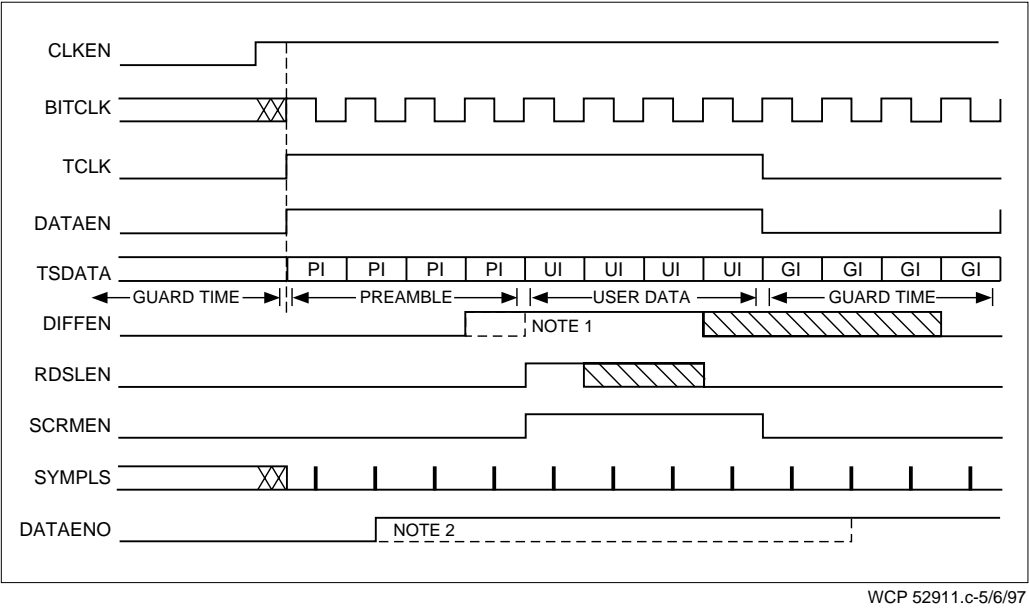 CLKEN
BITCLK
TCLK
DATAEN
TSDATA PI PI PI PI UI UI UI UI GI GI GI GI
GUARD TIME PREAMBLE USER DATA GUARD TIME
DIFFEN NOTE 1
RDSLEN
SCRMEN
SYMPLS
DATAENO NOTE 2
WCP 52911.c-5/6/97